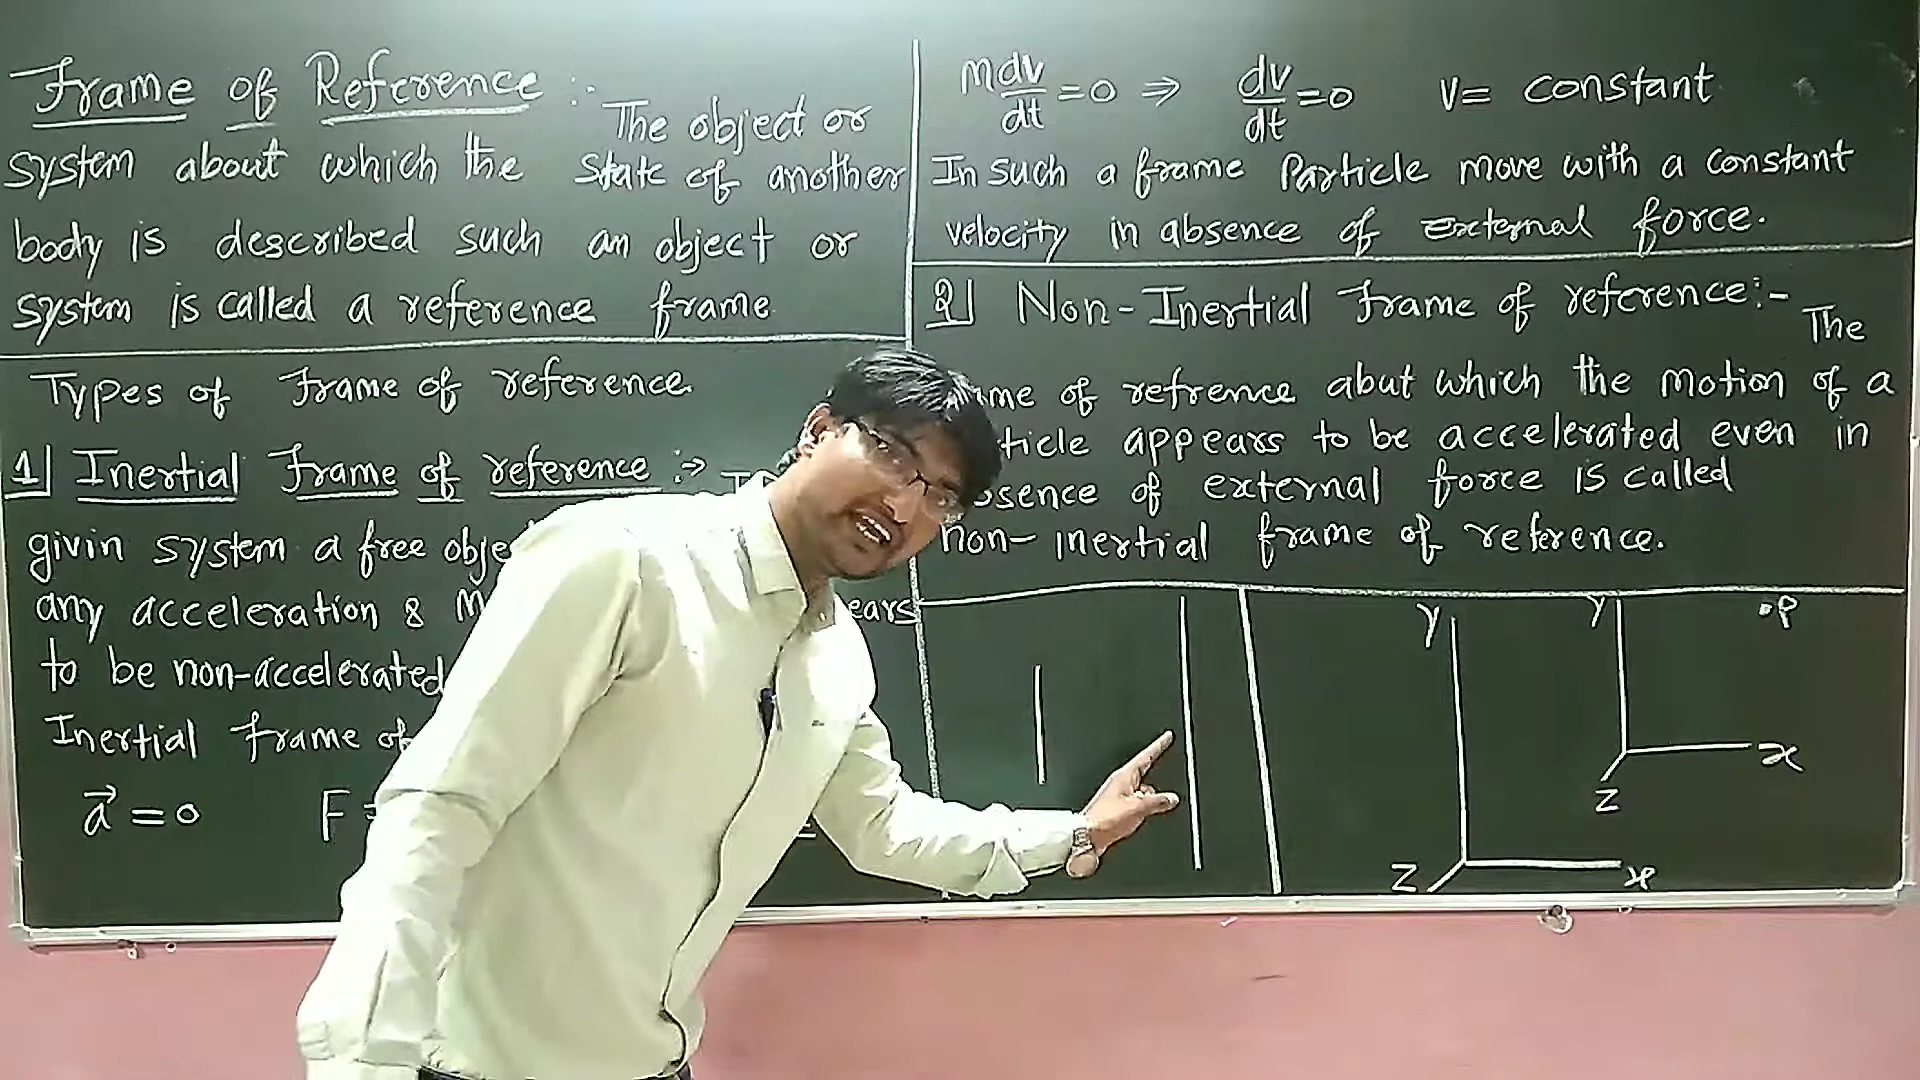 Frame of Reference :-
The object or
system about which the state of another
body is described such an object or
system is called a reference frame
Types of frame of reference
1] Inertial frame of reference :-
givin system a free
any acceleration & ears
to be non-accelerated
Inertial frame of
a⃗ = 0 F =
m dv/dt = 0 ⇒ dv/dt = 0 v = constant
In such a frame Particle move with a constant
velocity in absence of external force.
2] Non-Inertial frame of reference:- The
me of refrence abut which the motion of a
ticle appears to be accelerated even in
sence of external force is called
non-inertial frame of reference.
Y Y .P
x
Z
Z x